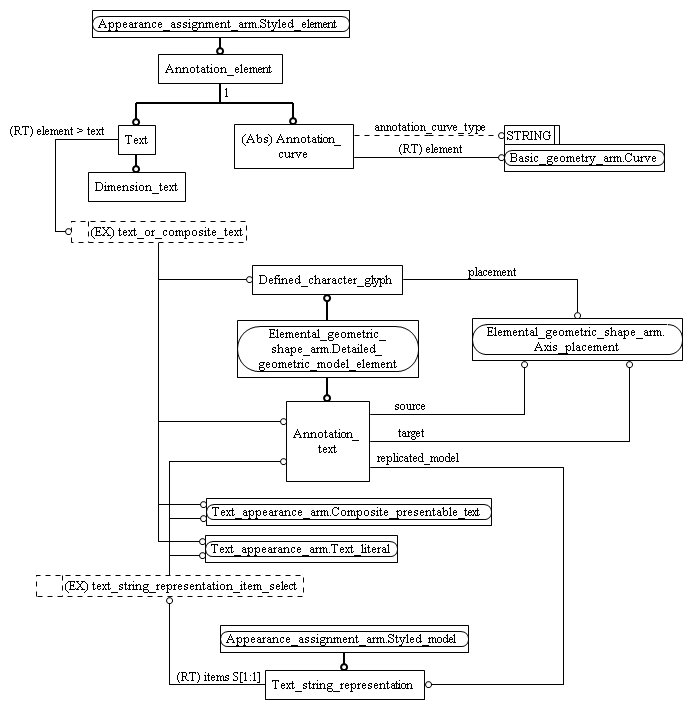 Appearance_assignment_arm.Styled_element
Annotation_element
1
(RT) element > text
Text
(Abs) Annotation_
curve
annotation_curve_type
STRING
(RT) element
Basic_geometry_arm.Curve
Dimension_text
(EX) text_or_composite_text
Defined_character_glyph
placement
Elemental_geometric_
shape_arm.Detailed_
geometric_model_element
Elemental_geometric_shape_arm.
Axis_placement
Annotation_
text
source
target
replicated_model
Text_appearance_arm.Composite_presentable_text
Text_appearance_arm.Text_literal
(EX) text_string_representation_item_select
Appearance_assignment_arm.Styled_model
(RT) items S[1:1]
Text_string_representation